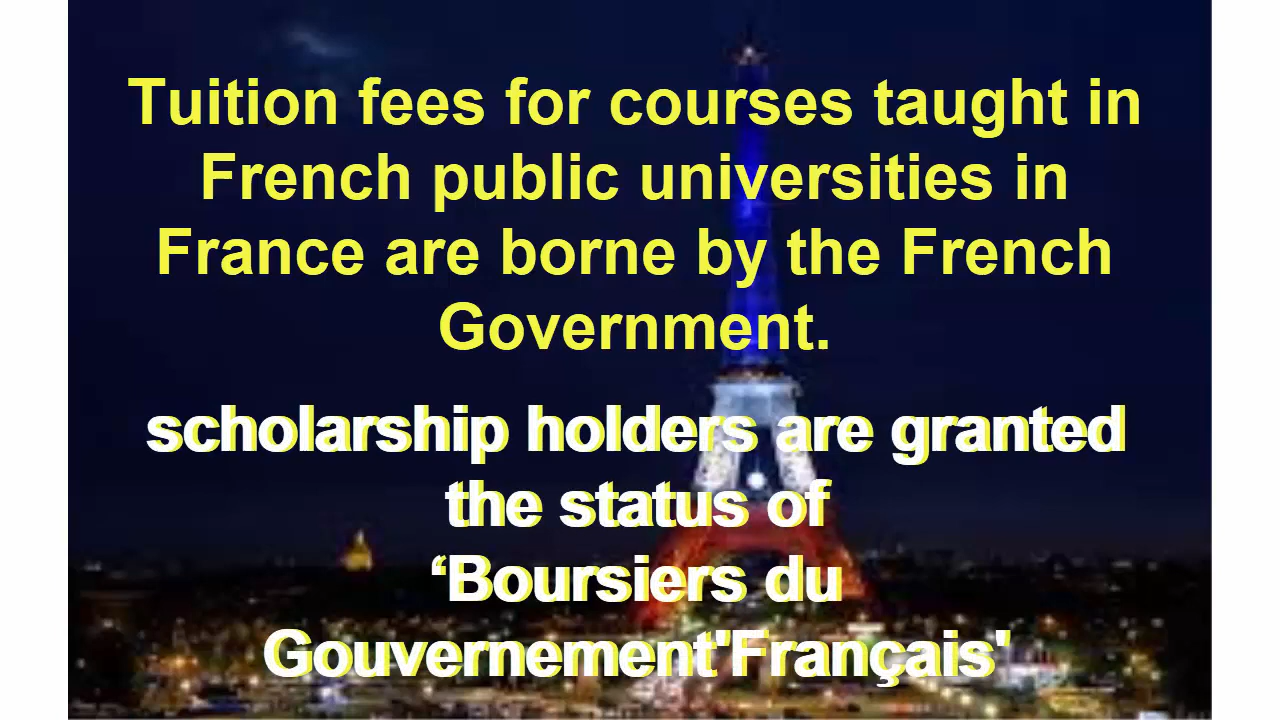 Tuition fees for courses taught in
French public universities in
France are borne by the French
Government.
scholarship holders are granted
the status of
‘Boursiers du
Gouvernement'Français'